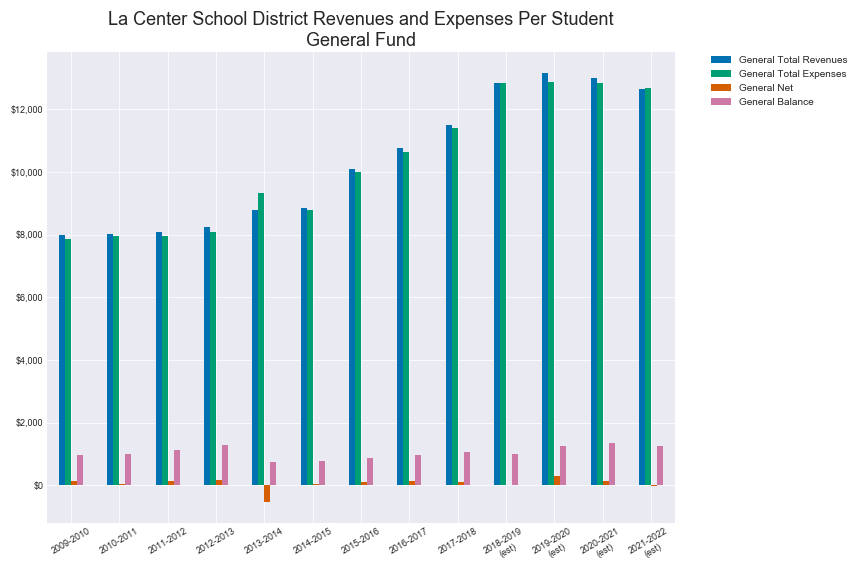 La Center School District Revenues and Expenses Per Student
General Fund
General Total Revenues
General Total Expenses
General Net
General Balance
$12,000
$10,000
$8,000
$6,000
$4,000
$2,000
$0
2009-2010
2010-2011
2011-2012
2012-2013
2013-2014
2014-2015
2015-2016
2016-2017
2017-2018
2018-2019
(est)
2019-2020
(est)
2020-2021
(est)
2021-2022
(est)